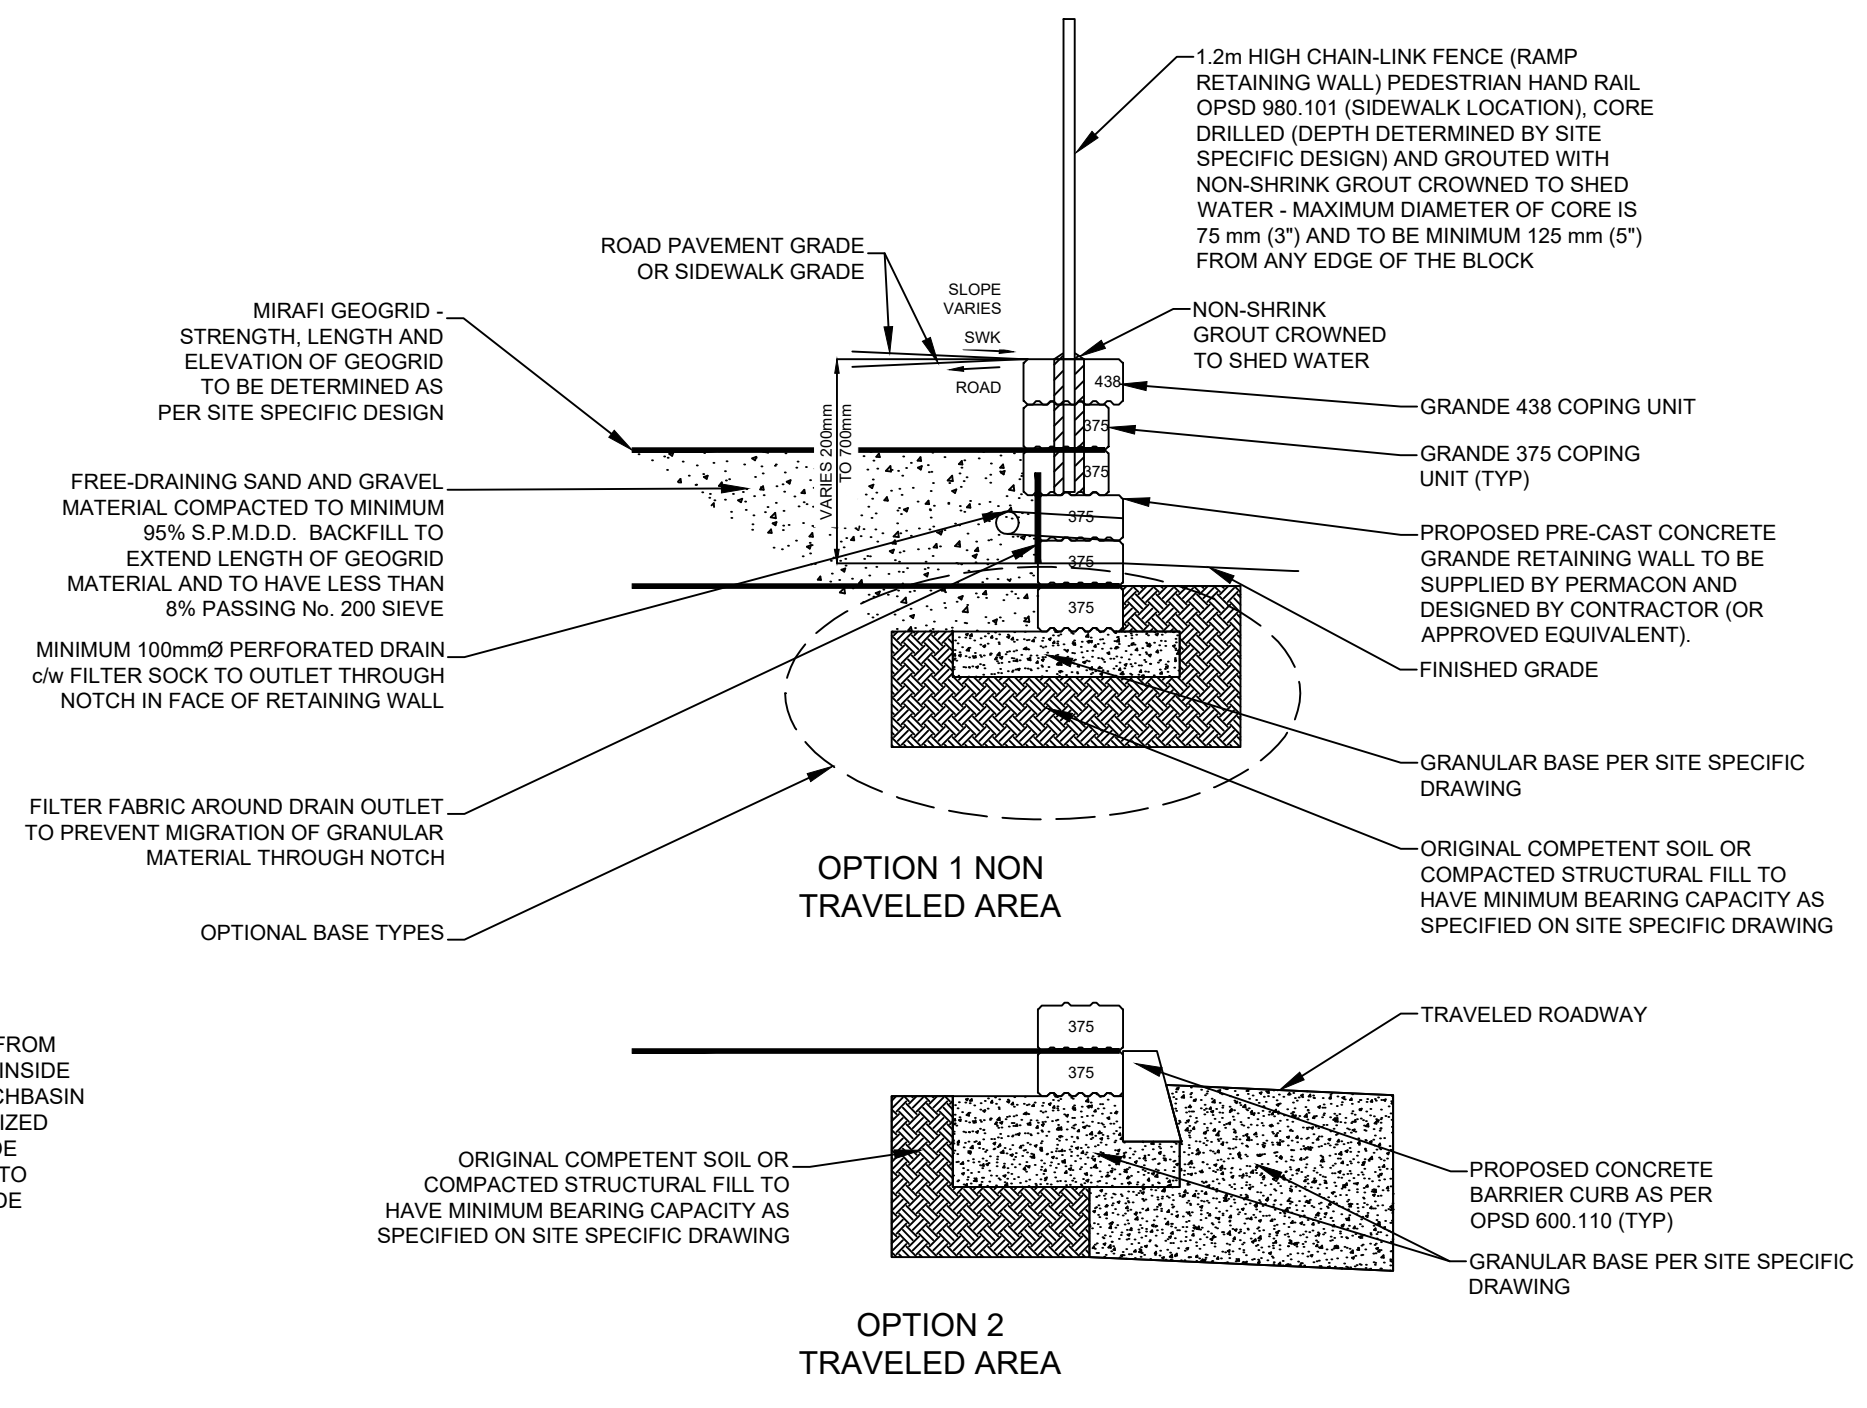 1.2m HIGH CHAIN-LINK FENCE (RAMP
RETAINING WALL) PEDESTRIAN HAND RAIL
OPSD 980.101 (SIDEWALK LOCATION), CORE
DRILLED (DEPTH DETERMINED BY SITE
SPECIFIC DESIGN) AND GROUTED WITH
NON-SHRINK GROUT CROWNED TO SHED
WATER - MAXIMUM DIAMETER OF CORE IS
75 mm (3") AND TO BE MINIMUM 125 mm (5")
FROM ANY EDGE OF THE BLOCK
ROAD PAVEMENT GRADE
OR SIDEWALK GRADE
SLOPE
VARIES
SWK
ROAD
MIRAFI GEOGRID -
STRENGTH, LENGTH AND
ELEVATION OF GEOGRID
TO BE DETERMINED AS
PER SITE SPECIFIC DESIGN
NON-SHRINK
GROUT CROWNED
TO SHED WATER
438
375
375
375
375
375
VARIES 200mm
TO 700mm
GRANDE 438 COPING UNIT
GRANDE 375 COPING
UNIT (TYP)
FREE-DRAINING SAND AND GRAVEL
MATERIAL COMPACTED TO MINIMUM
95% S.P.M.D.D. BACKFILL TO
EXTEND LENGTH OF GEOGRID
MATERIAL AND TO HAVE LESS THAN
8% PASSING No. 200 SIEVE
PROPOSED PRE-CAST CONCRETE
GRANDE RETAINING WALL TO BE
SUPPLIED BY PERMACON AND
DESIGNED BY CONTRACTOR (OR
APPROVED EQUIVALENT).
MINIMUM 100mmØ PERFORATED DRAIN
c/w FILTER SOCK TO OUTLET THROUGH
NOTCH IN FACE OF RETAINING WALL
FINISHED GRADE
GRANULAR BASE PER SITE SPECIFIC
DRAWING
FILTER FABRIC AROUND DRAIN OUTLET
TO PREVENT MIGRATION OF GRANULAR
MATERIAL THROUGH NOTCH
ORIGINAL COMPETENT SOIL OR
COMPACTED STRUCTURAL FILL TO
HAVE MINIMUM BEARING CAPACITY AS
SPECIFIED ON SITE SPECIFIC DRAWING
OPTIONAL BASE TYPES
OPTION 1 NON
TRAVELED AREA
FROM
INSIDE
CHBASIN
IZED
DE
TO
DE
375
375
TRAVELED ROADWAY
ORIGINAL COMPETENT SOIL OR
COMPACTED STRUCTURAL FILL TO
HAVE MINIMUM BEARING CAPACITY AS
SPECIFIED ON SITE SPECIFIC DRAWING
PROPOSED CONCRETE
BARRIER CURB AS PER
OPSD 600.110 (TYP)
GRANULAR BASE PER SITE SPECIFIC
DRAWING
OPTION 2
TRAVELED AREA